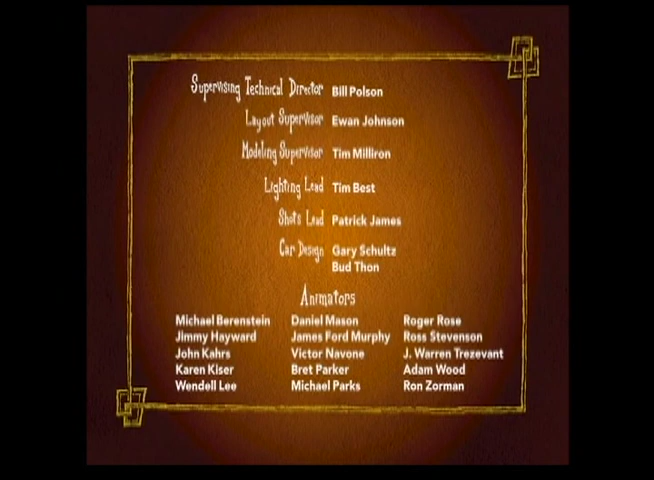 Supervising Technical Director Bill Polson
Layout Supervisor Ewan Johnson
Modeling Supervisor Tim Milliron
Lighting Lead Tim Best
Shots Lead Patrick James
Car Design Gary Schultz
Bud Thon
Animators
Michael Berenstein Daniel Mason Roger Rose
Jimmy Hayward James Ford Murphy Ross Stevenson
John Kahrs Victor Navone J. Warren Trezevant
Karen Kiser Bret Parker Adam Wood
Wendell Lee Michael Parks Ron Zorman